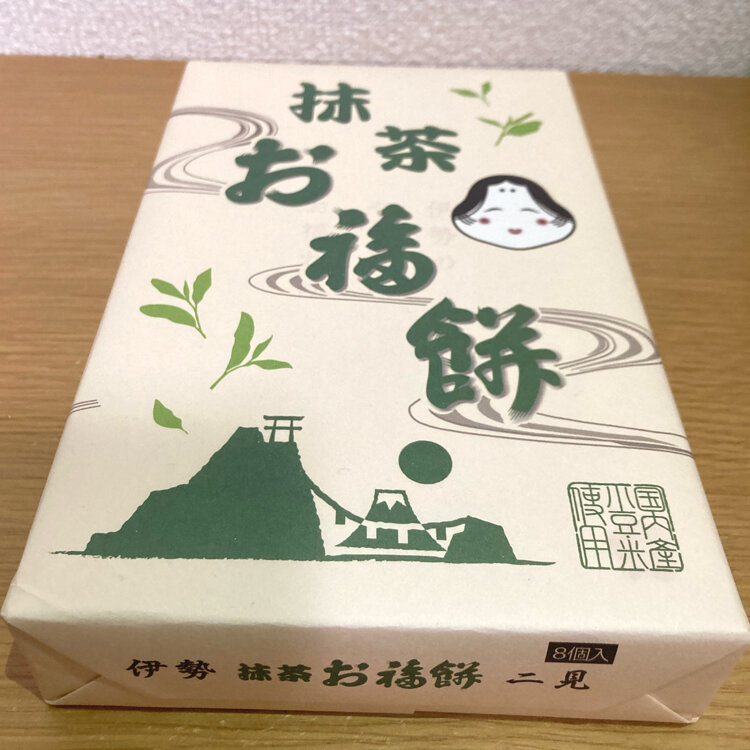 抹茶
お福餅
国内産
小豆米
使用
8個入
伊勢 抹茶お福餅 二見